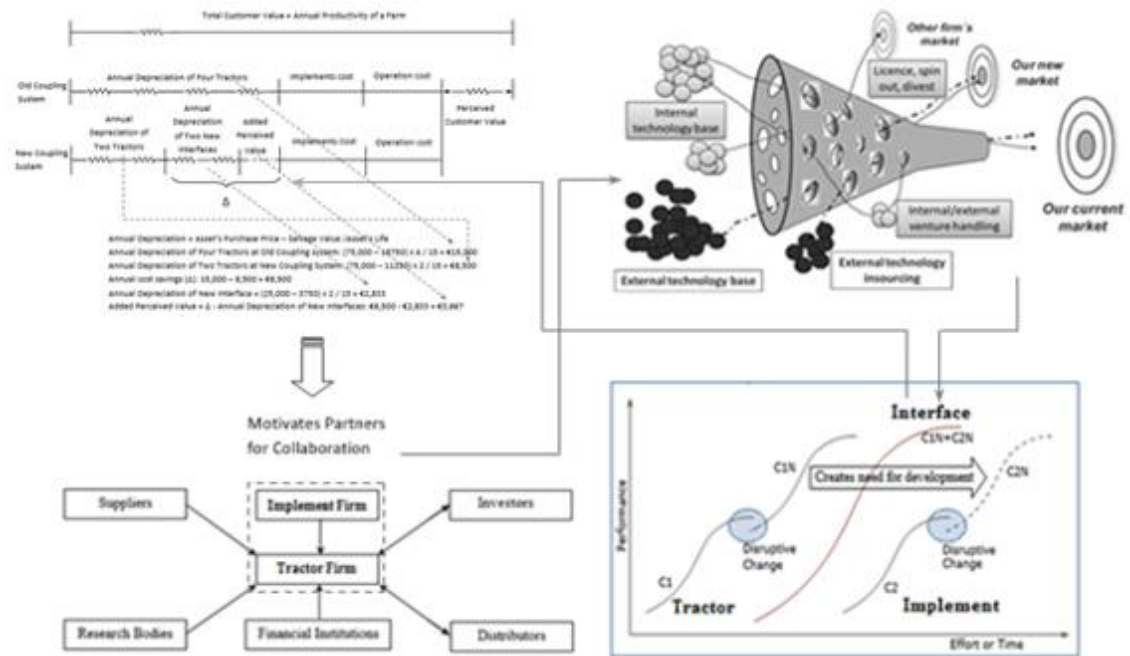 Total Customer Value = Annual Productivity of a Farm
Old Coupling
System
Annual Depreciation of Four Tractors
Implements cost
Operation cost
Perceived
Customer Value
New Coupling
System
Annual
Depreciation of
Two Tractors
Annual
Depreciation
of Two New
Interfaces
Added
Perceived
Value
Implements cost
Operation cost
Δ
Annual Depreciation = Asset's Purchase Price – Salvage Value /Asset's Life
Annual Depreciation of Four Tractors at Old Coupling System: (75,000 – 18750) x 4 / 15 = €15,000
Annual Depreciation of Two Tractors at New Coupling System: (75,000 – 11250) x 2 / 15 = €8,500
Annual cost savings (Δ): 15,000 – 8,500 = €6,500
Annual Depreciation of New Interface = (25,000 – 3750) x 2 / 15 = €2,833
Added Perceived Value = Δ - Annual Depreciation of New Interfaces: €6,500 - €2,833 = €3,667
Motivates Partners
for Collaboration
Suppliers
Implement Firm
Investors
Tractor Firm
Research Bodies
Financial Institutions
Distributors
Other firm´s
market
Licence, spin
out, divest
Our new
market
Internal
technology base
Internal/external
venture handling
Our current
market
External technology base
External technology
insourcing
Interface
C1N+C2N
C1N
Creates need for development
C2N
Performance
Disruptive
Change
Disruptive
Change
C1
C2
Tractor
Implement
Effort or Time